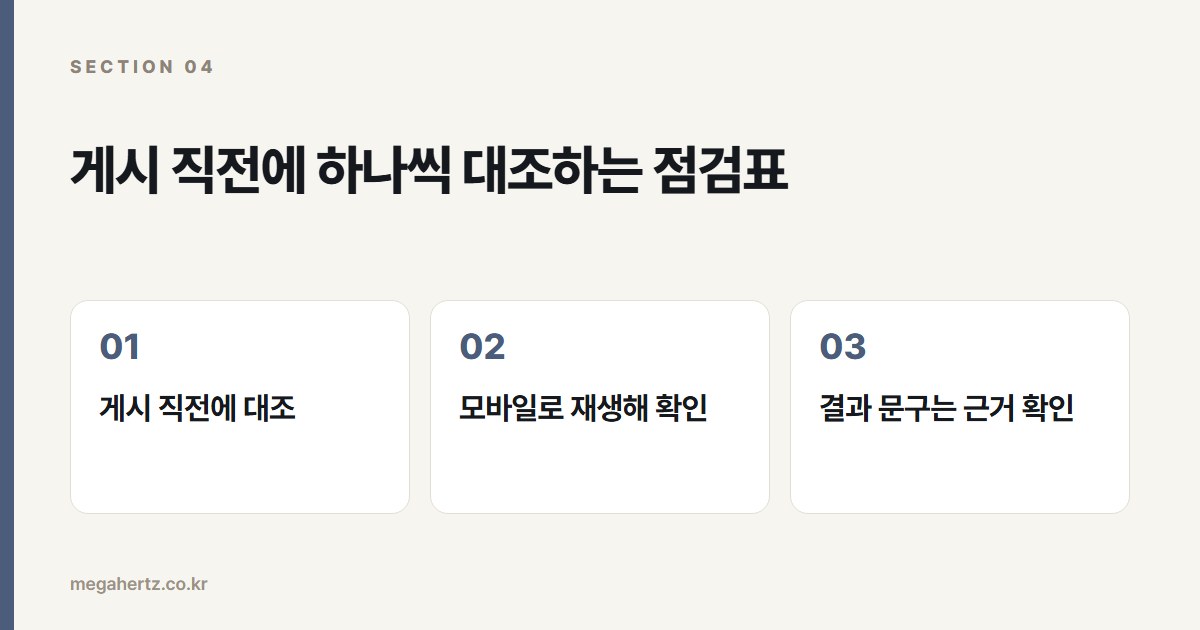 SECTION 04
게시 직전에 하나씩 대조하는 점검표
01
게시 직전에 대조
02
모바일로 재생해 확인
03
결과 문구는 근거 확인
megahertz.co.kr